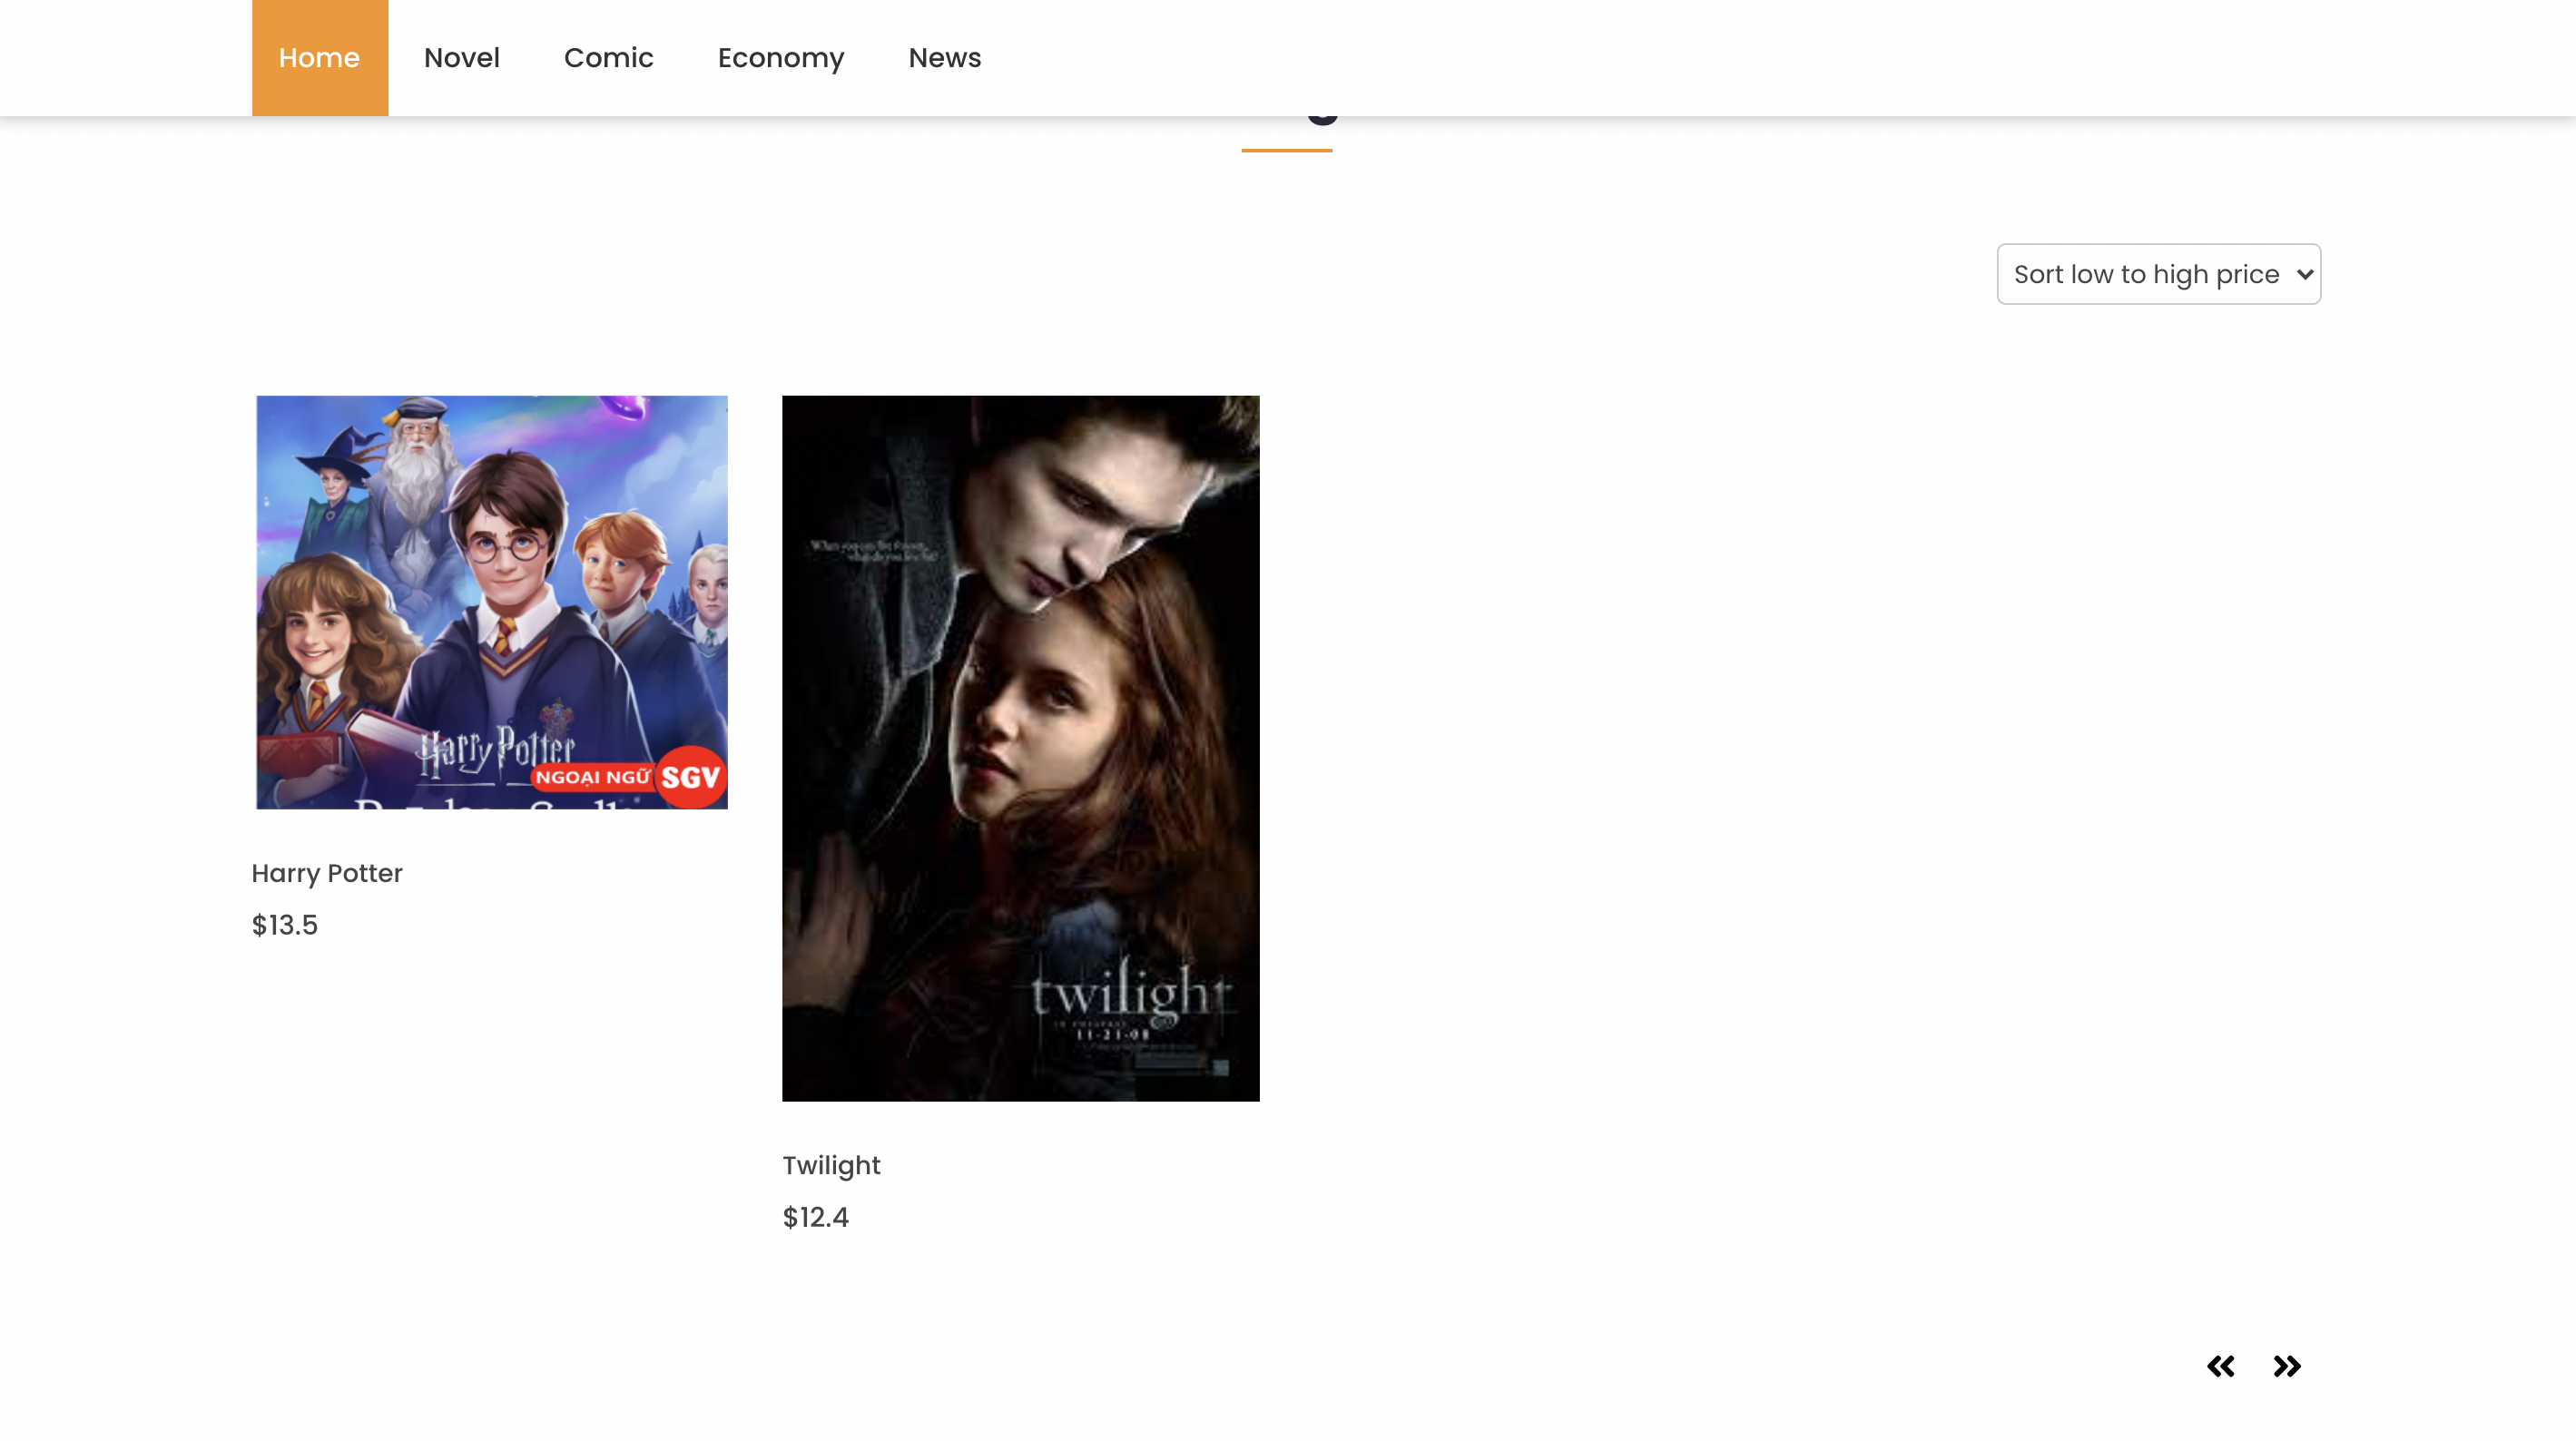 Home Novel Comic Economy News
Sort low to high price
Harry Potter
NGOẠI NGỮ SGV
Harry Potter
$13.5
twilight
11-21-08
Twilight
$12.4